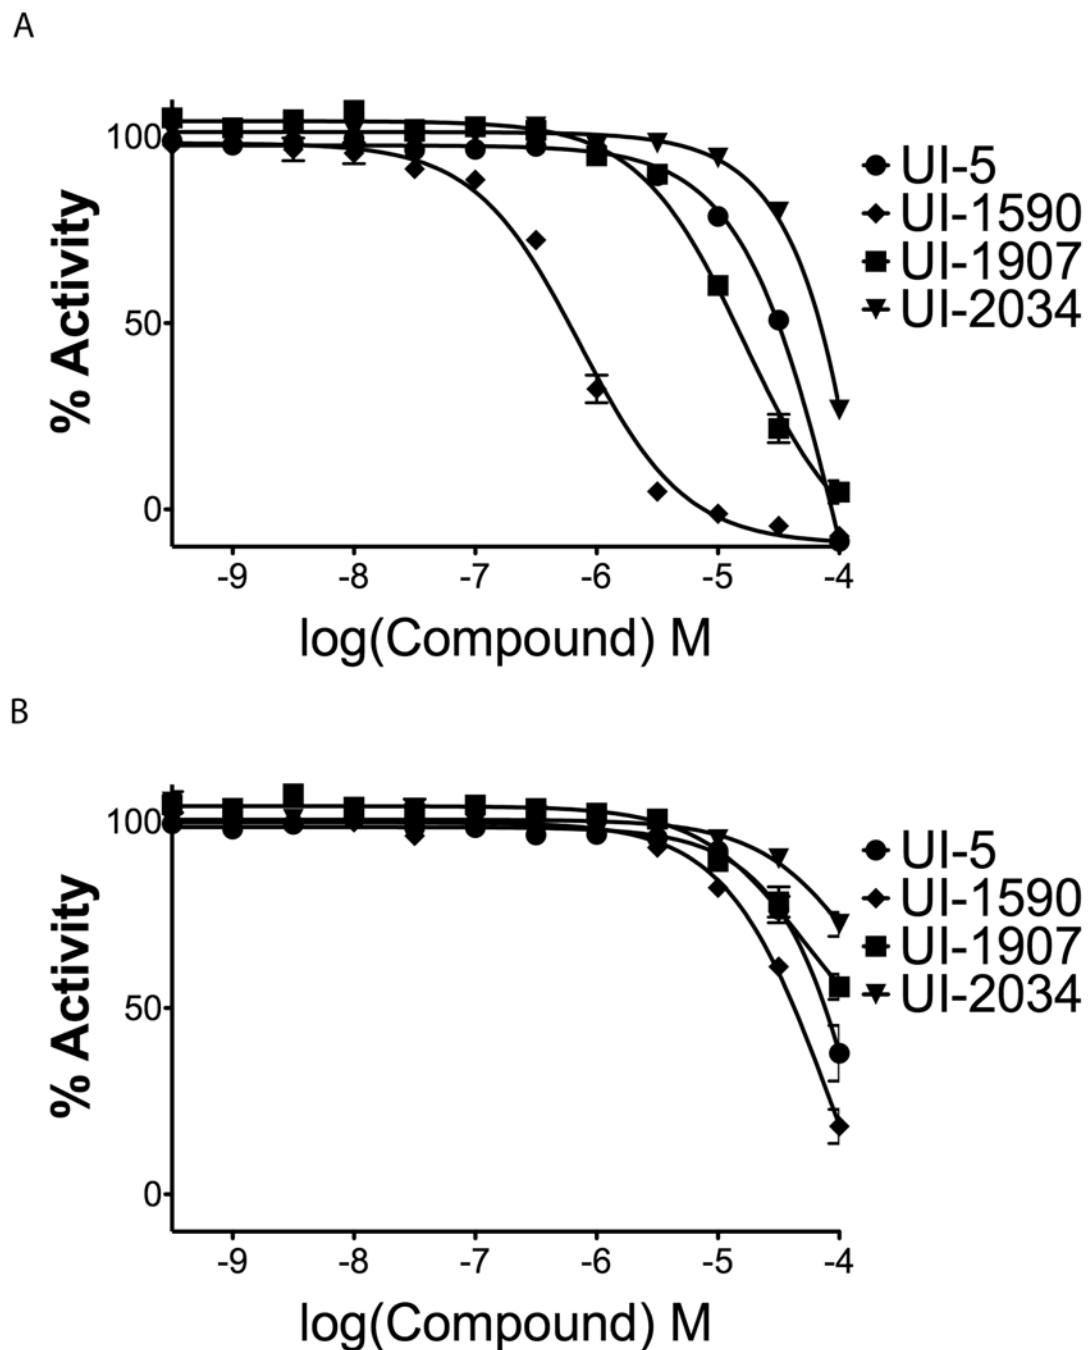 A
100
50
0
% Activity
-9 -8 -7 -6 -5 -4
log(Compound) M
UI-5
UI-1590
UI-1907
UI-2034
B
100
50
0
% Activity
-9 -8 -7 -6 -5 -4
log(Compound) M
UI-5
UI-1590
UI-1907
UI-2034